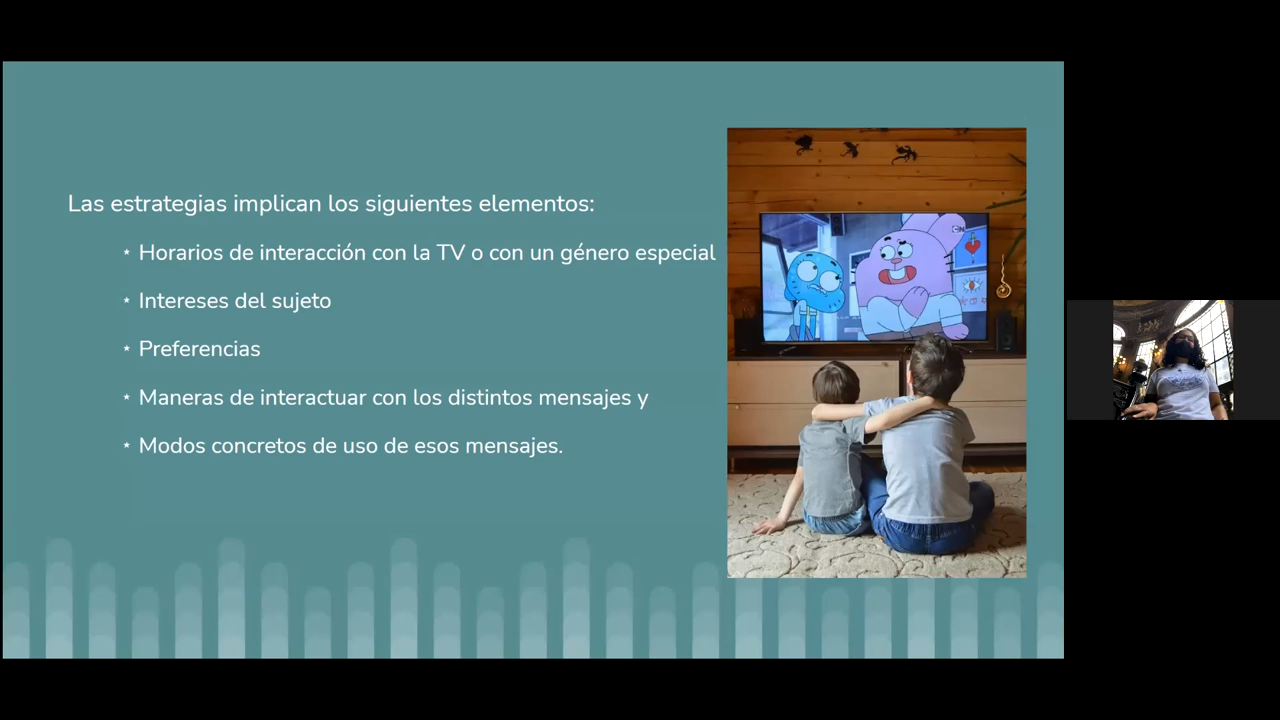 Las estrategias implican los siguientes elementos:
⋆ Horarios de interacción con la TV o con un género especial
⋆ Intereses del sujeto
⋆ Preferencias
⋆ Maneras de interactuar con los distintos mensajes y
⋆ Modos concretos de uso de esos mensajes.
CN